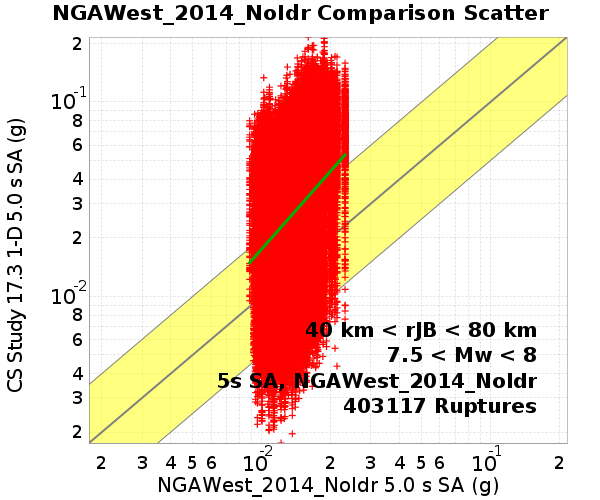 NGAWest_2014_NoIdr Comparison Scatter
CS Study 17.3 1-D 5.0 s SA (g)
2
10-1
8
6
4
3
2
10-2
8
6
4
3
2
40 km < rJB < 80 km
7.5 < Mw < 8
5s SA, NGAWest_2014_NoIdr
403117 Ruptures
2 3 4 5 6 10-2 2 3 4 5 6 10-1 2
NGAWest_2014_NoIdr 5.0 s SA (g)